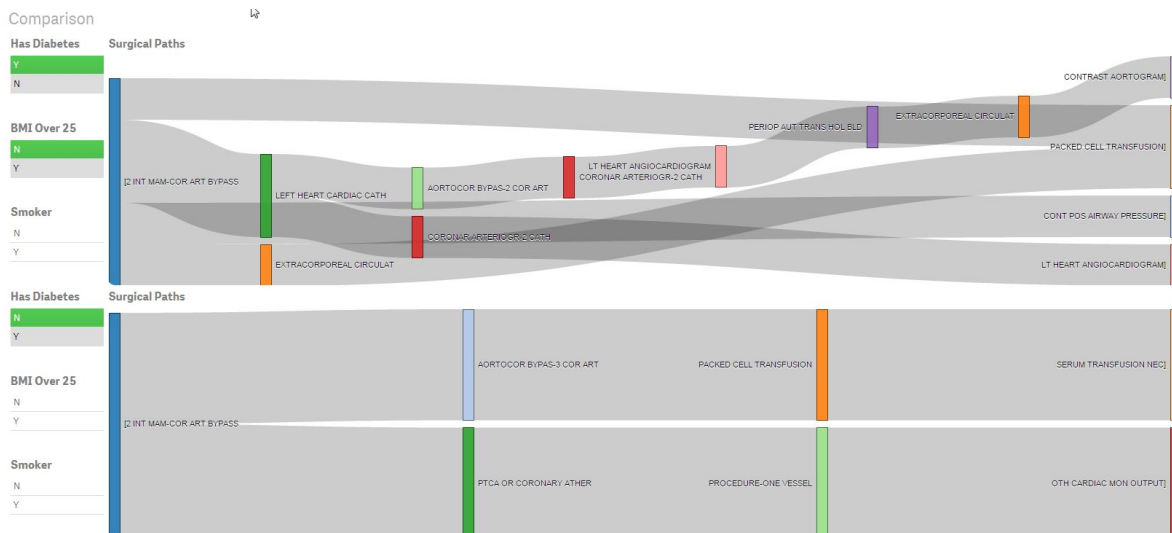 Comparison
Has Diabetes
Surgical Paths
Y
N
BMI Over 25
N
Y
Smoker
N
Y
CONTRAST AORTOGRAM]
EXTRACORPOREAL CIRCULAT
PERIOP AUT TRANS HOL BLD
PACKED CELL TRANSFUSION]
LT HEART ANGIOCARDIOGRAM
CORONAR ARTERIOGR-2 CATH
[2 INT MAM-COR ART BYPASS
AORTOCOR BYPAS-2 COR ART
LEFT HEART CARDIAC CATH
CONT POS AIRWAY PRESSURE]
CORONAR ARTERIOGR-2 CATH
EXTRACORPOREAL CIRCULAT
LT HEART ANGIOCARDIOGRAM]
Has Diabetes
Surgical Paths
N
Y
BMI Over 25
N
Y
Smoker
N
Y
AORTOCOR BYPAS-3 COR ART
PACKED CELL TRANSFUSION
SERUM TRANSFUSION NEC]
[2 INT MAM-COR ART BYPASS
PTCA OR CORONARY ATHER
PROCEDURE-ONE VESSEL
OTH CARDIAC MON OUTPUT]